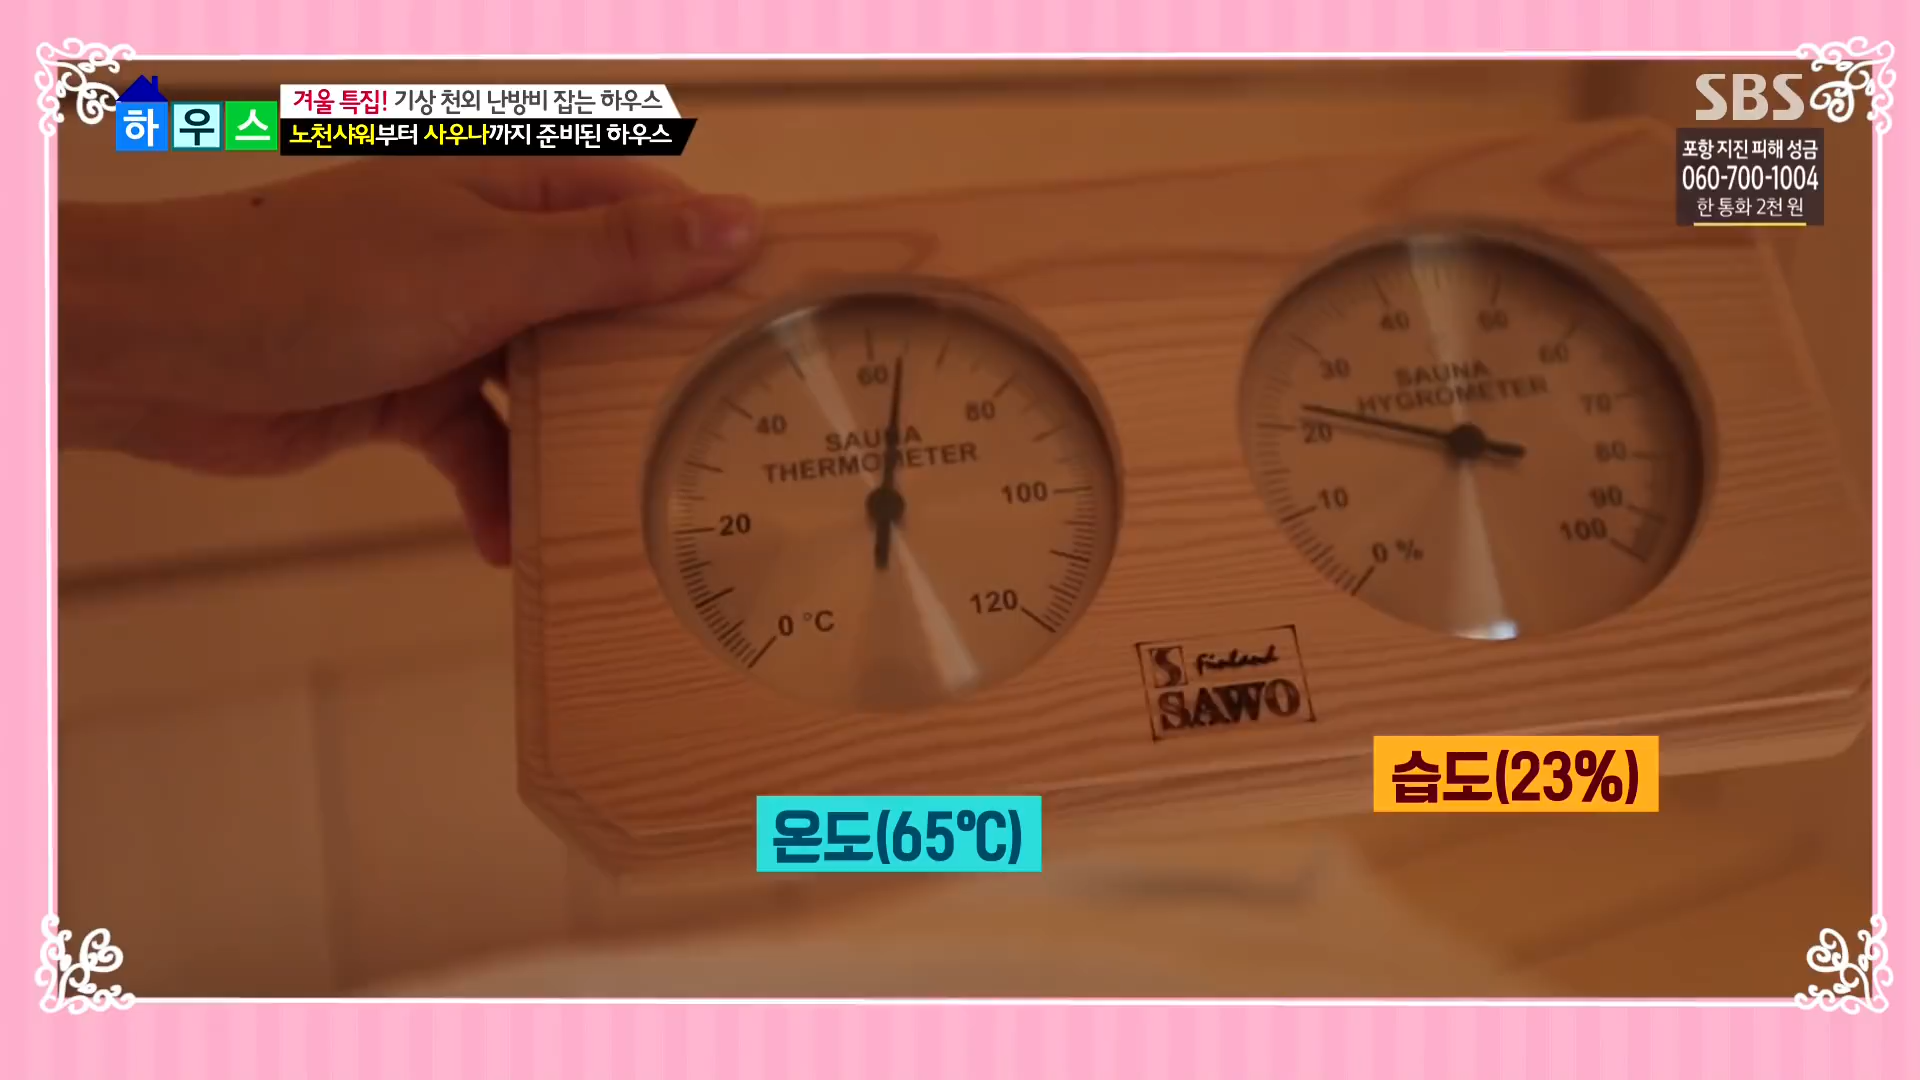 하우스
겨울 특집! 기상 천외 난방비 잡는 하우스
노천샤워부터 사우나까지 준비된 하우스
SBS
포항 지진 피해 성금
060-700-1004
한 통화 2천 원
0 °C
20
40
60
80
100
120
SAUNA
THERMOMETER
0 %
10
20
30
40
50
60
70
80
90
100
SAUNA
HYGROMETER
S Finland
SAWO
온도(65℃)
습도(23%)